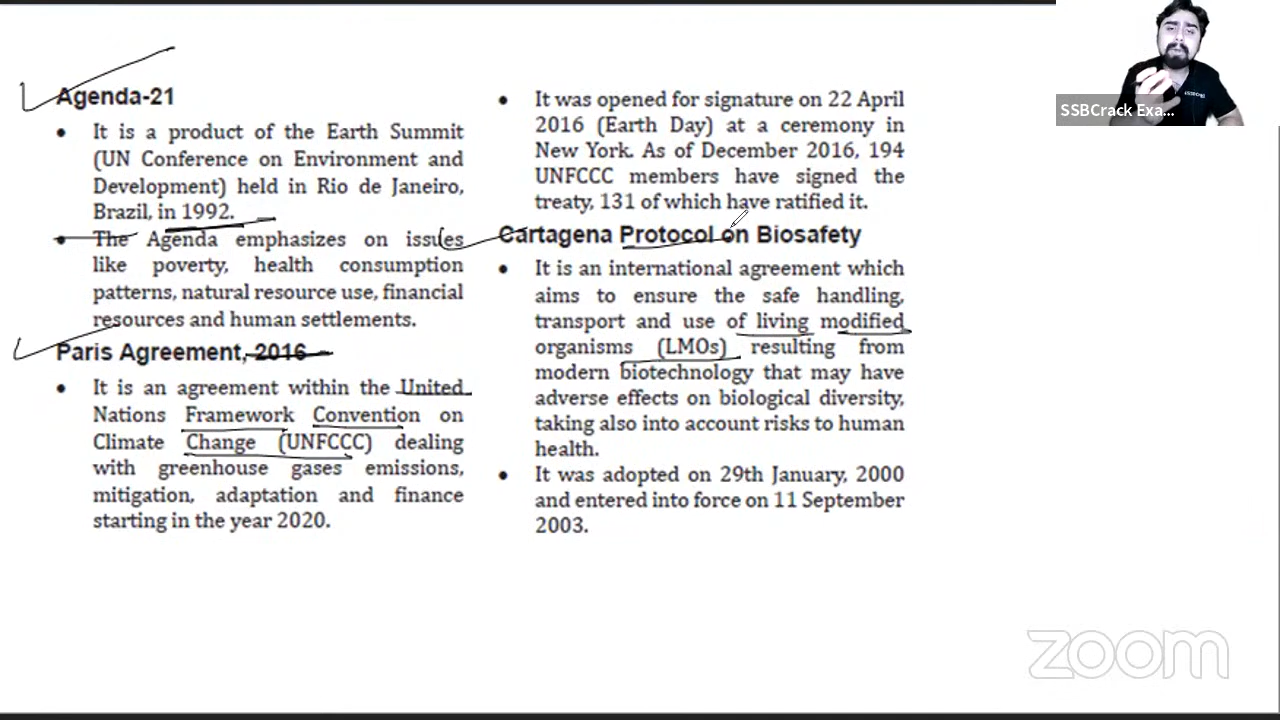 Agenda-21
• It is a product of the Earth Summit
(UN Conference on Environment and
Development) held in Rio de Janeiro,
Brazil, in 1992.
• The Agenda emphasizes on issues
like poverty, health consumption
patterns, natural resource use, financial
resources and human settlements.
Paris Agreement, 2016
• It is an agreement within the United
Nations Framework Convention on
Climate Change (UNFCCC) dealing
with greenhouse gases emissions,
mitigation, adaptation and finance
starting in the year 2020.
• It was opened for signature on 22 April
2016 (Earth Day) at a ceremony in
New York. As of December 2016, 194
UNFCCC members have signed the
treaty, 131 of which have ratified it.
Cartagena Protocol on Biosafety
• It is an international agreement which
aims to ensure the safe handling,
transport and use of living modified
organisms (LMOs) resulting from
modern biotechnology that may have
adverse effects on biological diversity,
taking also into account risks to human
health.
• It was adopted on 29th January, 2000
and entered into force on 11 September
2003.
SSBCrack Exa...
zoom